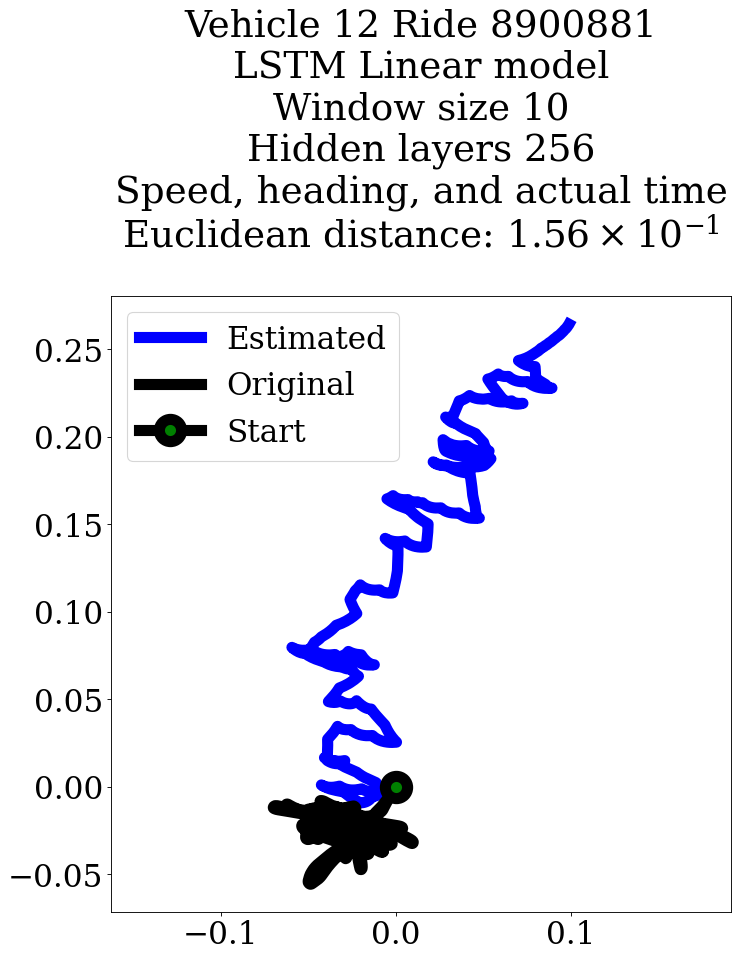 Vehicle 12 Ride 8900881
LSTM Linear model
Window size 10
Hidden layers 256
Speed, heading, and actual time
Euclidean distance: 1.56 × 10⁻¹
Estimated
Original
Start
0.25
0.20
0.15
0.10
0.05
0.00
−0.05
−0.1 0.0 0.1